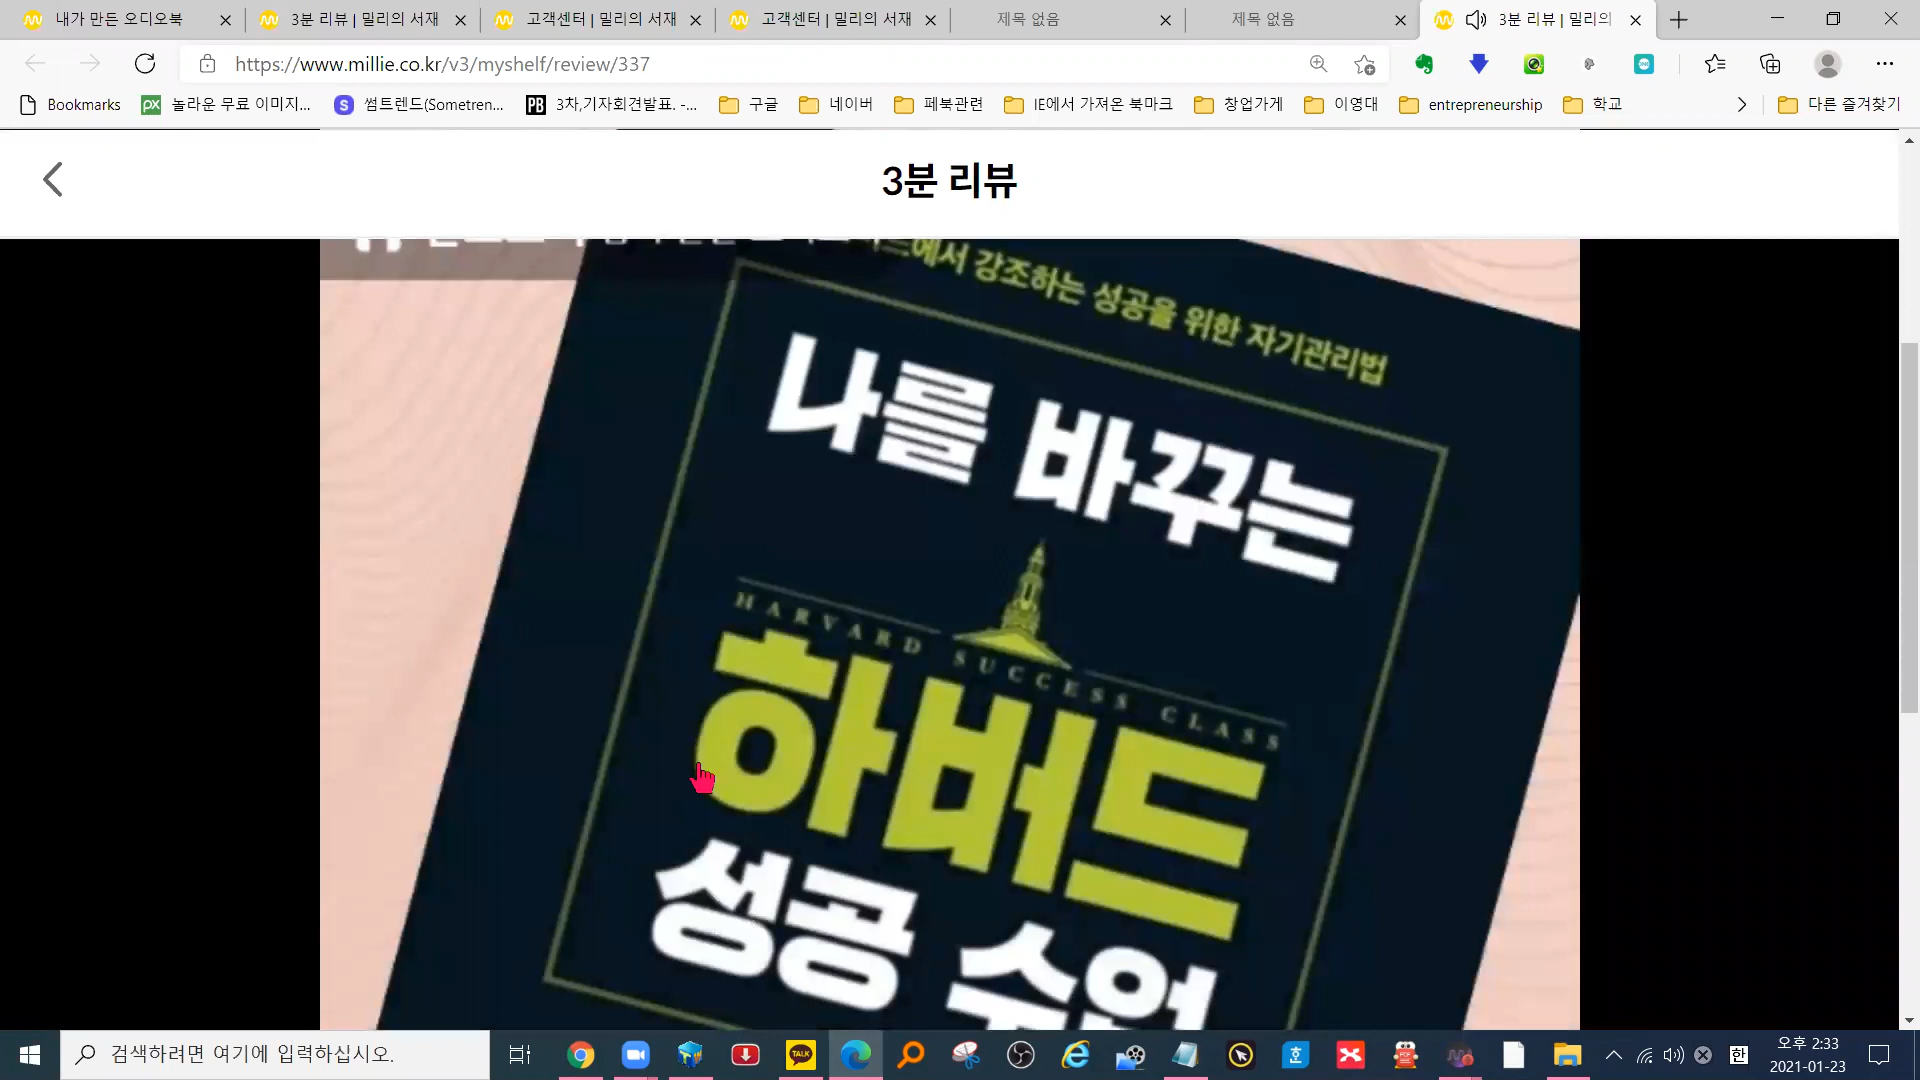 내가 만든 오디오북
3분 리뷰 | 밀리의 서재
고객센터 | 밀리의 서재
고객센터 | 밀리의 서재
제목 없음
제목 없음
3분 리뷰 | 밀리의
https://www.millie.co.kr/v3/myshelf/review/337
Bookmarks
놀라운 무료 이미지...
썸트렌드(Sometren...
3차,기자회견발표. -...
구글
네이버
페북관련
IE에서 가져온 북마크
창업가게
이영대
entrepreneurship
학교
다른 즐겨찾기
3분 리뷰
강조하는 성공을 위한 자기관리법
나를 바꾸는
HARVARD SUCCESS CLASS
하버드
성공 수업
검색하려면 여기에 입력하십시오.
TALK
한
오후 2:33
2021-01-23